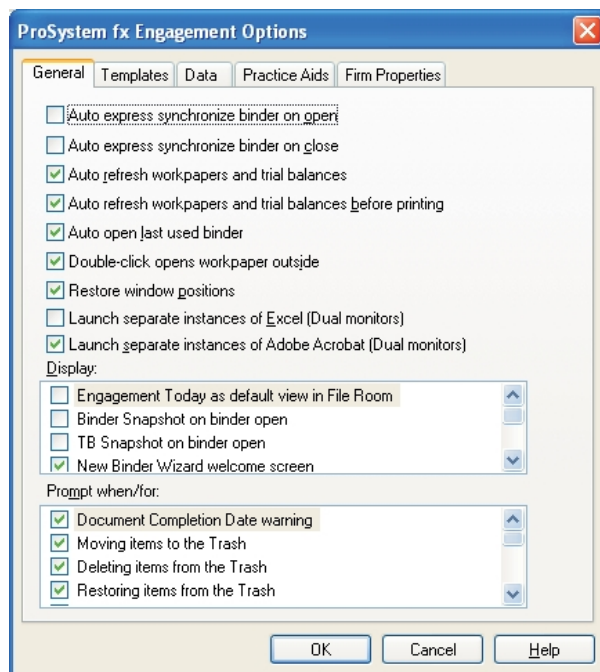 ProSystem fx Engagement Options
General Templates Data Practice Aids Firm Properties
Auto express synchronize binder on open
Auto express synchronize binder on close
Auto refresh workpapers and trial balances
Auto refresh workpapers and trial balances before printing
Auto open last used binder
Double-click opens workpaper outside
Restore window positions
Launch separate instances of Excel (Dual monitors)
Launch separate instances of Adobe Acrobat (Dual monitors)
Display:
Engagement Today as default view in File Room
Binder Snapshot on binder open
TB Snapshot on binder open
New Binder Wizard welcome screen
Prompt when/for:
Document Completion Date warning
Moving items to the Trash
Deleting items from the Trash
Restoring items from the Trash
OK Cancel Help